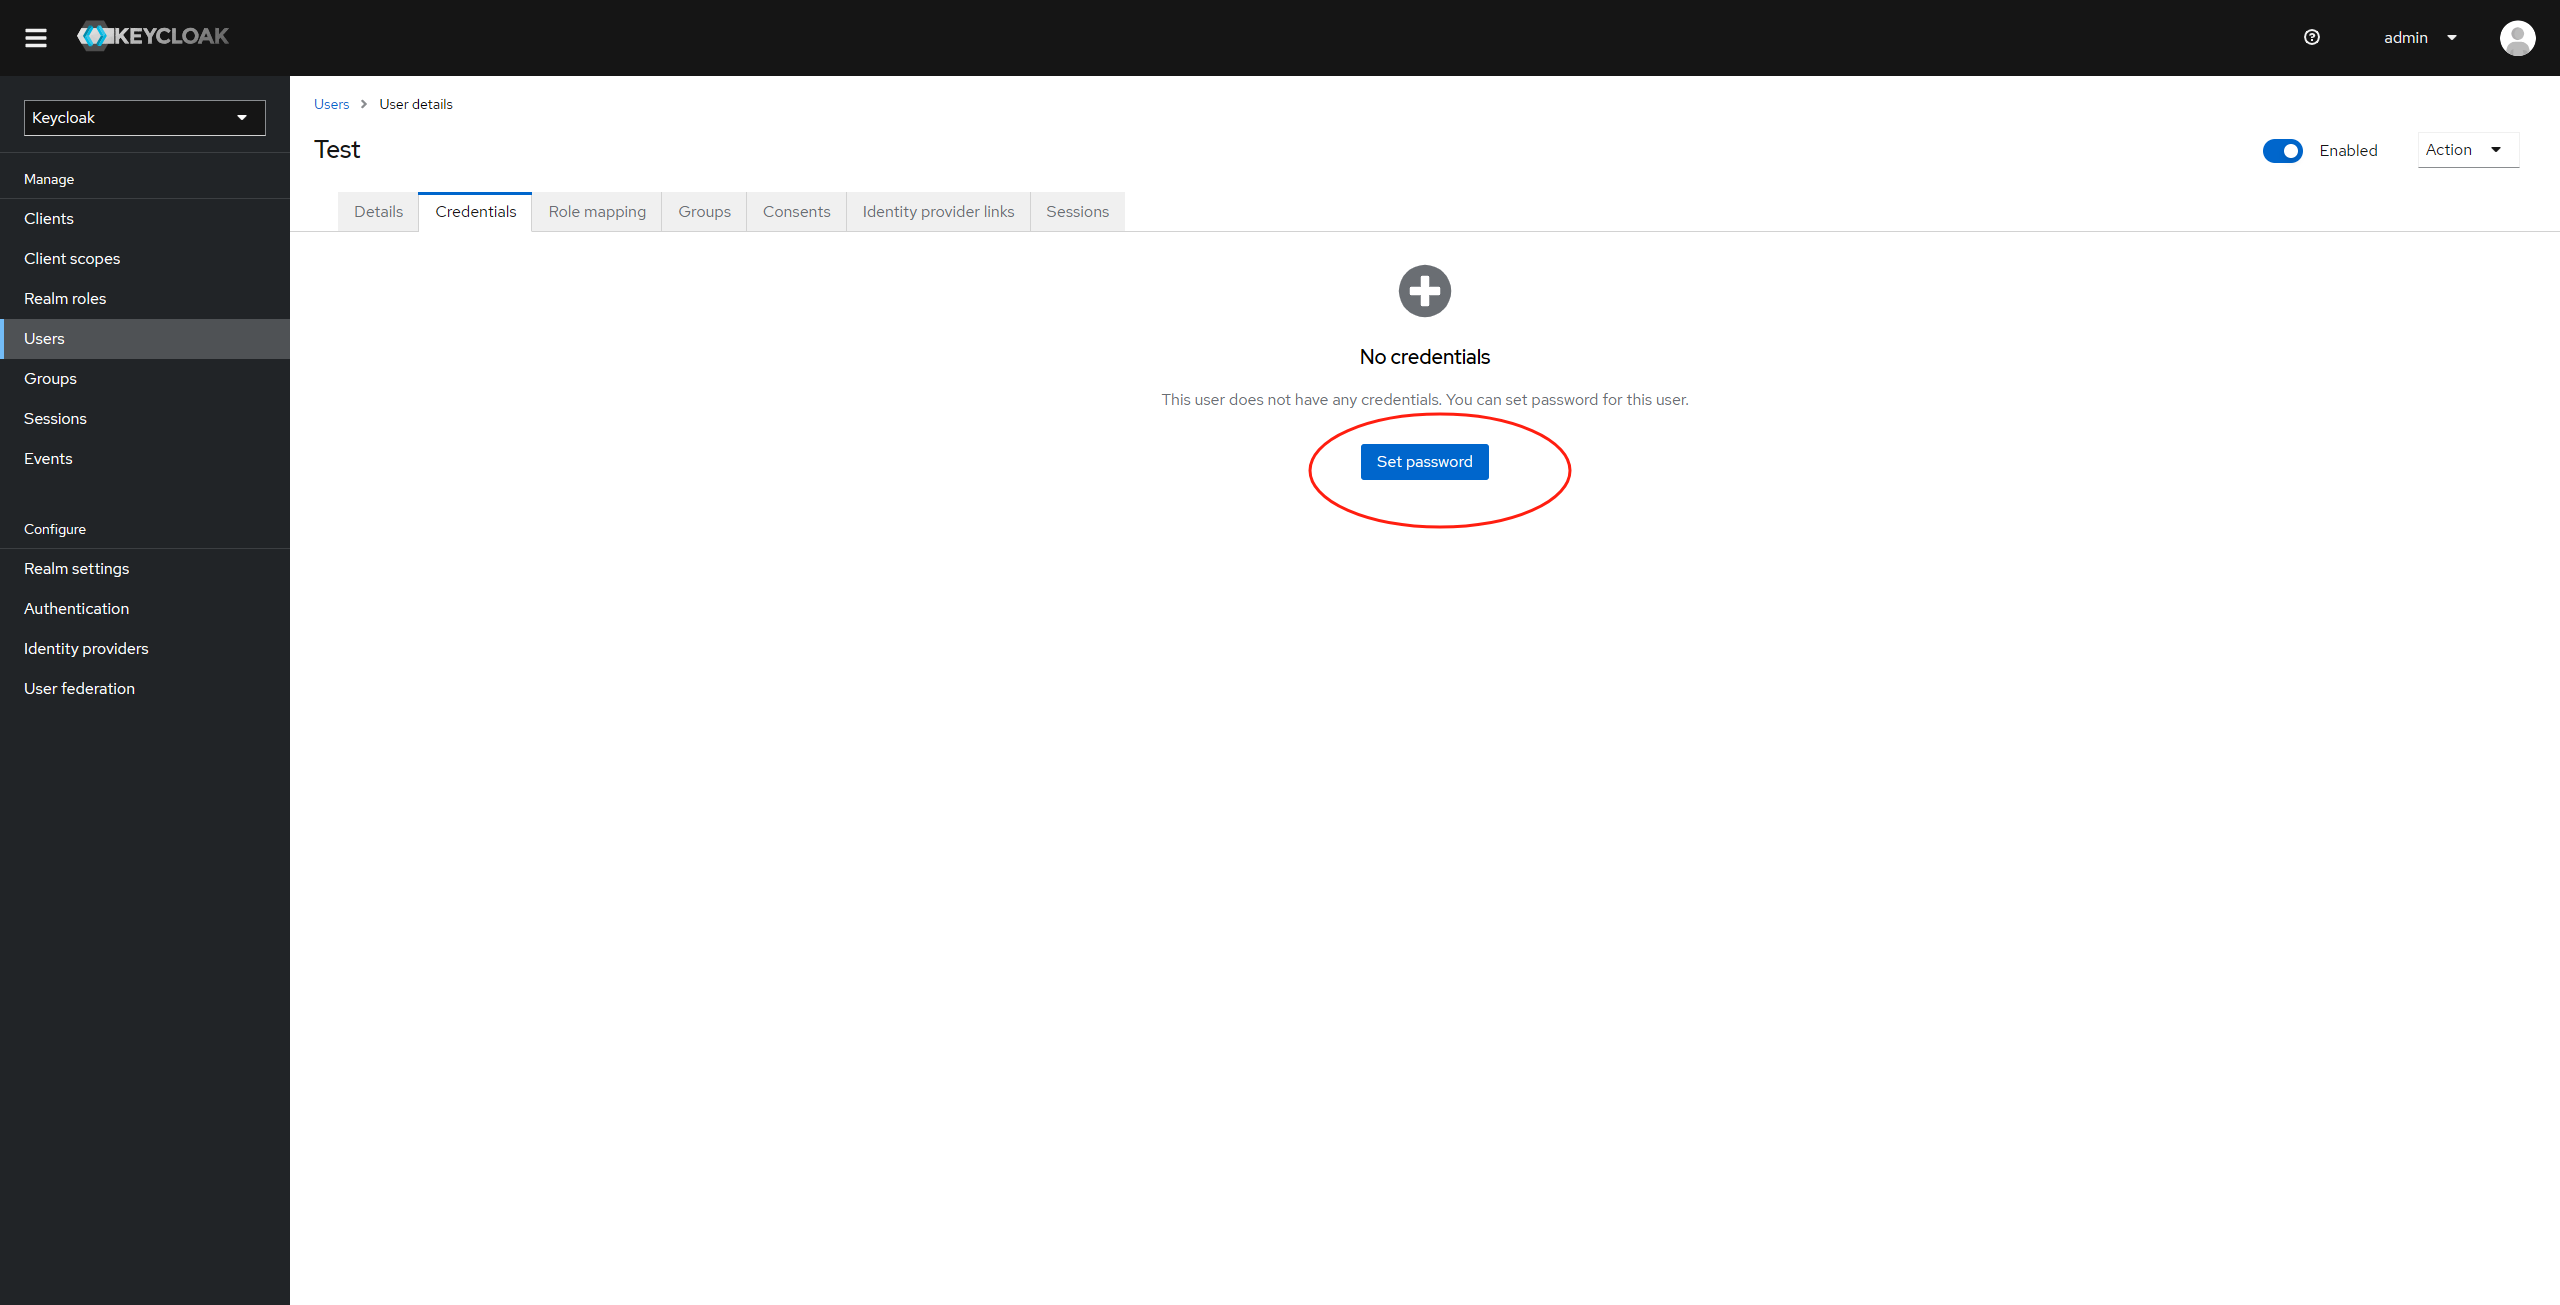 KEYCLOAK
admin
Keycloak
Manage
Clients
Client scopes
Realm roles
Users
Groups
Sessions
Events
Configure
Realm settings
Authentication
Identity providers
User federation
Users > User details
Test
Enabled
Action
Details Credentials Role mapping Groups Consents Identity provider links Sessions
No credentials
This user does not have any credentials. You can set password for this user.
Set password